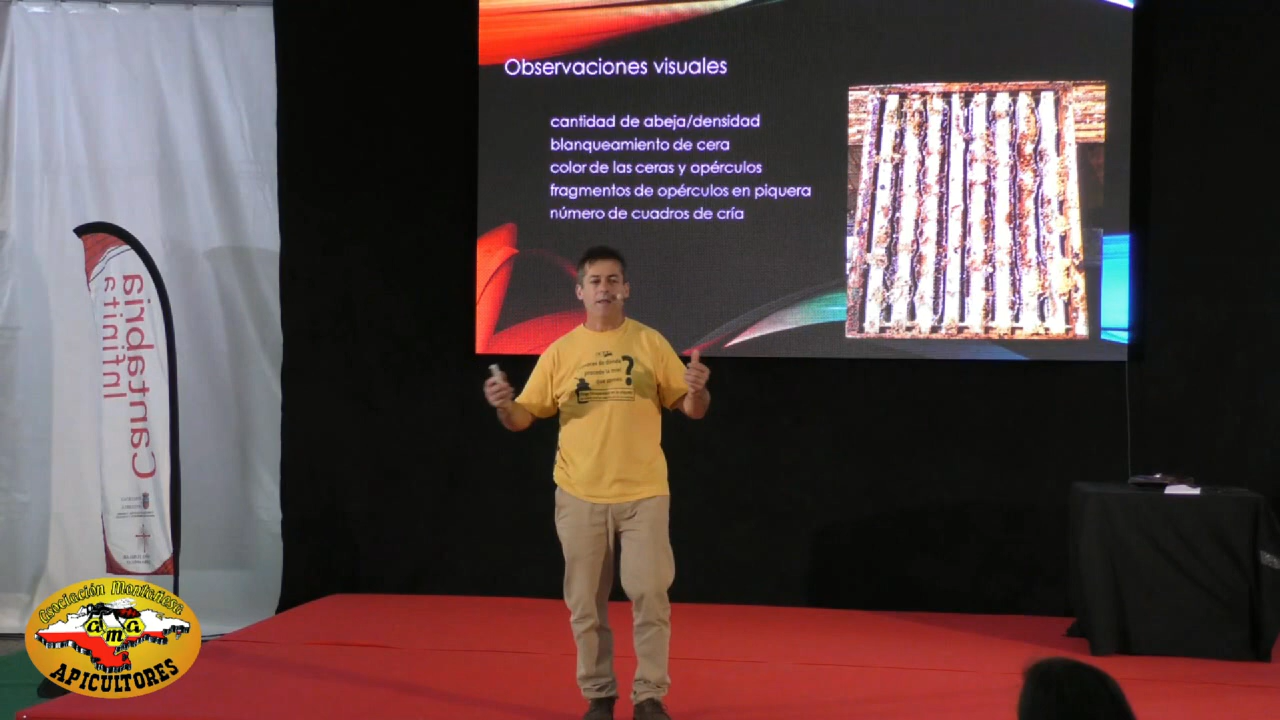 Observaciones visuales
cantidad de abeja/densidad
blanqueamiento de cera
color de las ceras y opérculos
fragmentos de opérculos en piquera
número de cuadros de cría
Cantabria
infinita
?
Asociación Montañesa
ama
APICULTORES